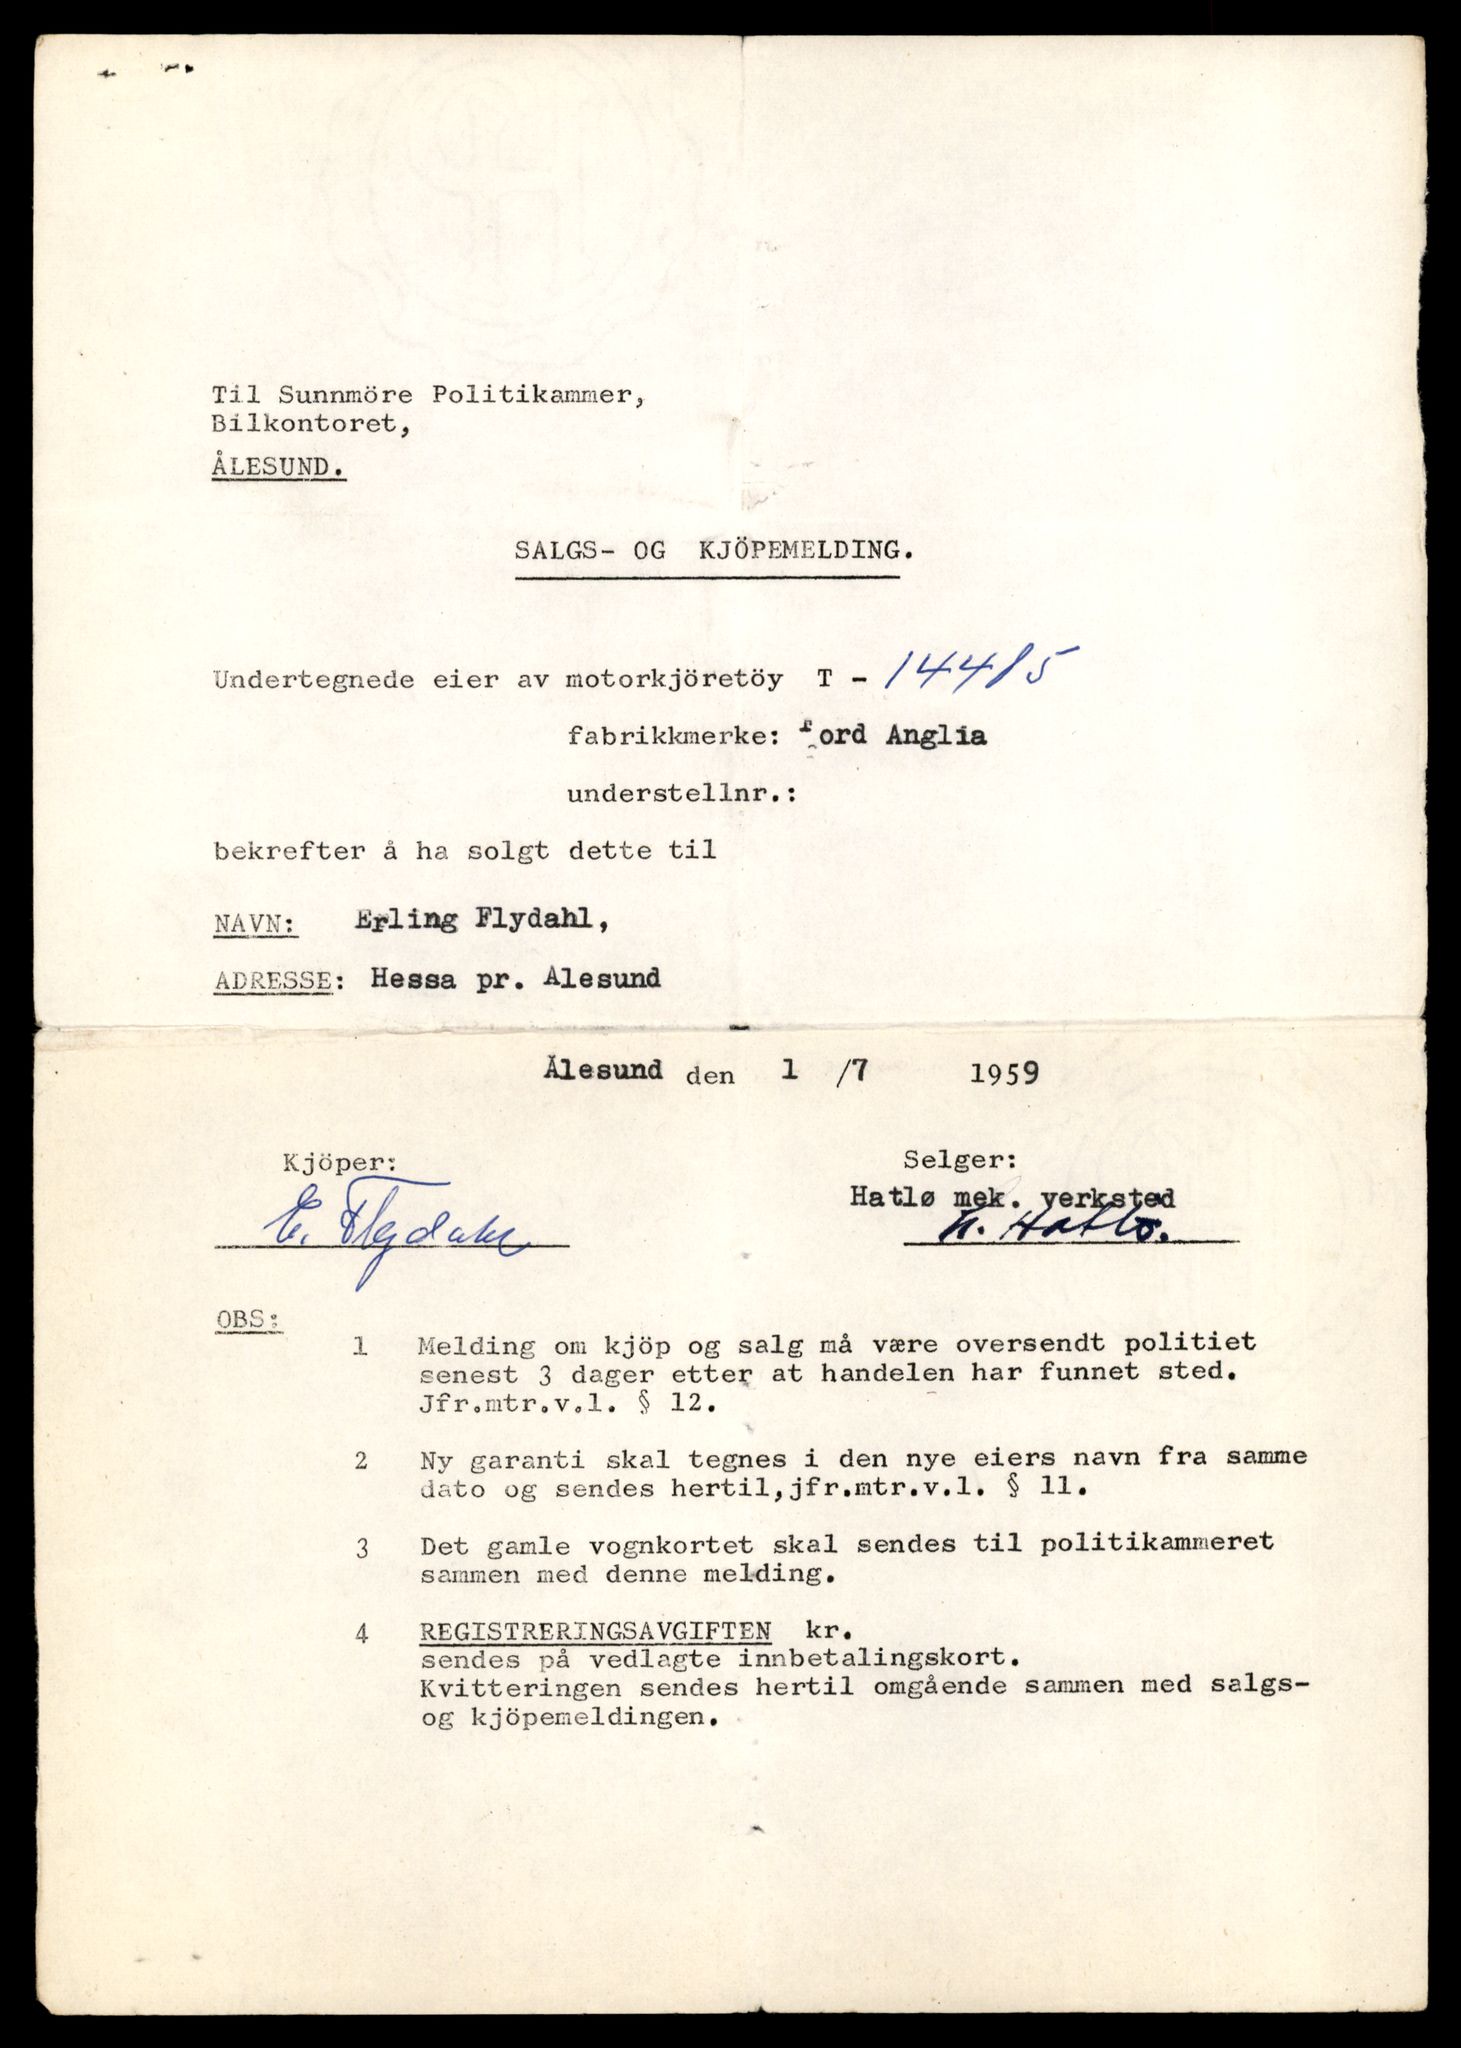 Til Sunnmöre Politikammer,
Bilkontoret,
ÅLESUND.
SALGS- OG KJÖPEMELDING.
Undertegnede eier av motorkjöretöy T - 14415
fabrikkmerke: Ford Anglia
understellnr.:
bekrefter å ha solgt dette til
NAVN: Erling Flydahl,
ADRESSE: Hessa pr. Alesund
Ålesund den 1 /7 1959
Kjöper: Selger:
Hatlø mek. verksted
E. Flydahl H. Hatlø.
OBS:
1 Melding om kjöp og salg må være oversendt politiet
senest 3 dager etter at handelen har funnet sted.
Jfr.mtr.v.l. § 12.
2 Ny garanti skal tegnes i den nye eiers navn fra samme
dato og sendes hertil,jfr.mtr.v.l. § 11.
3 Det gamle vognkortet skal sendes til politikammeret
sammen med denne melding.
4 REGISTRERINGSAVGIFTEN kr.
sendes på vedlagte innbetalingskort.
Kvitteringen sendes hertil omgående sammen med salgs-
og kjöpemeldingen.